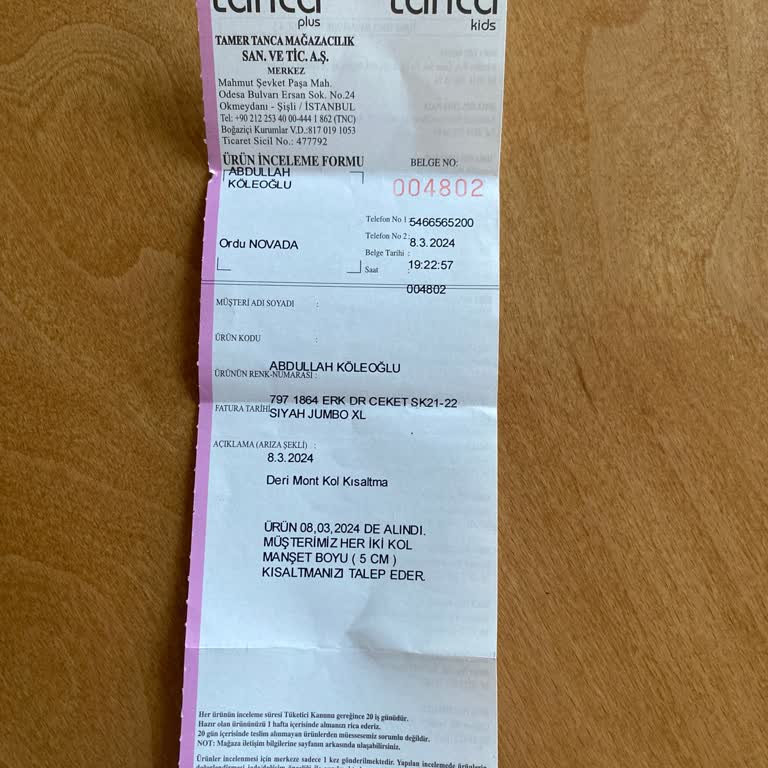 tanca tanca
plus kids
TAMER TANCA MAĞAZACILIK
SAN. VE TİC. A.Ş.
MERKEZ
Mahmut Şevket Paşa Mah.
Odesa Bulvarı Ersan Sok. No.24
Okmeydanı - Şişli / İSTANBUL
Tel: +90 212 253 40 00-444 1 862 (TNC)
Boğaziçi Kurumlar V.D.:817 019 1053
Ticaret Sicil No.: 477792
ÜRÜN İNCELEME FORMU BELGE NO:
ABDULLAH
KÖLEOĞLU
004802
Telefon No 1 5466565200
Telefon No 2 :
8.3.2024
Ordu NOVADA
Belge Tarihi :
19:22:57
Saat :
004802
MÜŞTERİ ADI SOYADI :
ÜRÜN KODU :
ABDULLAH KÖLEOĞLU
ÜRÜNÜN RENK-NUMARASI :
797 1864 ERK DR CEKET SK21-22
FATURA TARİHİ
SIYAH JUMBO XL
AÇIKLAMA (ARIZA ŞEKLİ) :
8.3.2024
Deri Mont Kol Kısaltma
ÜRÜN 08,03,2024 DE ALINDI.
MÜŞTERİMİZ HER İKİ KOL
MANŞET BOYU ( 5 CM )
KISALTMANIZI TALEP EDER.
Her ürünün inceleme süresi Tüketici Kanunu gereğince 20 iş günüdür.
Hazır olan ürününüzü 1 hafta içerisinde almanızı rica ederiz.
20 gün içerisinde teslim alınmayan ürünlerden müessesemiz sorumlu değildir.
NOT: Mağaza iletişim bilgilerine sayfanın arkasında ulaşabilirsiniz.
Ürünler incelenmesi için merkeze sadece 1 kez gönderilmektedir. Yapılan incelemede ürünlerin